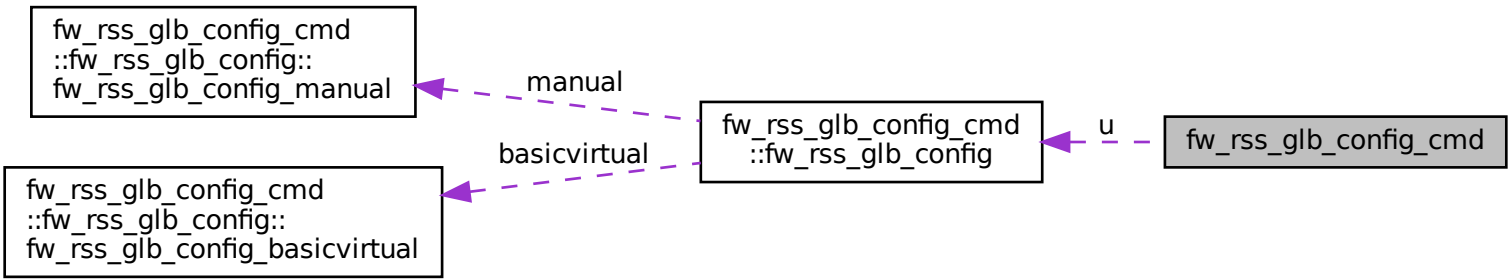 fw_rss_glb_config_cmd
::fw_rss_glb_config::
fw_rss_glb_config_manual
manual
fw_rss_glb_config_cmd
::fw_rss_glb_config
u
fw_rss_glb_config_cmd
basicvirtual
fw_rss_glb_config_cmd
::fw_rss_glb_config::
fw_rss_glb_config_basicvirtual